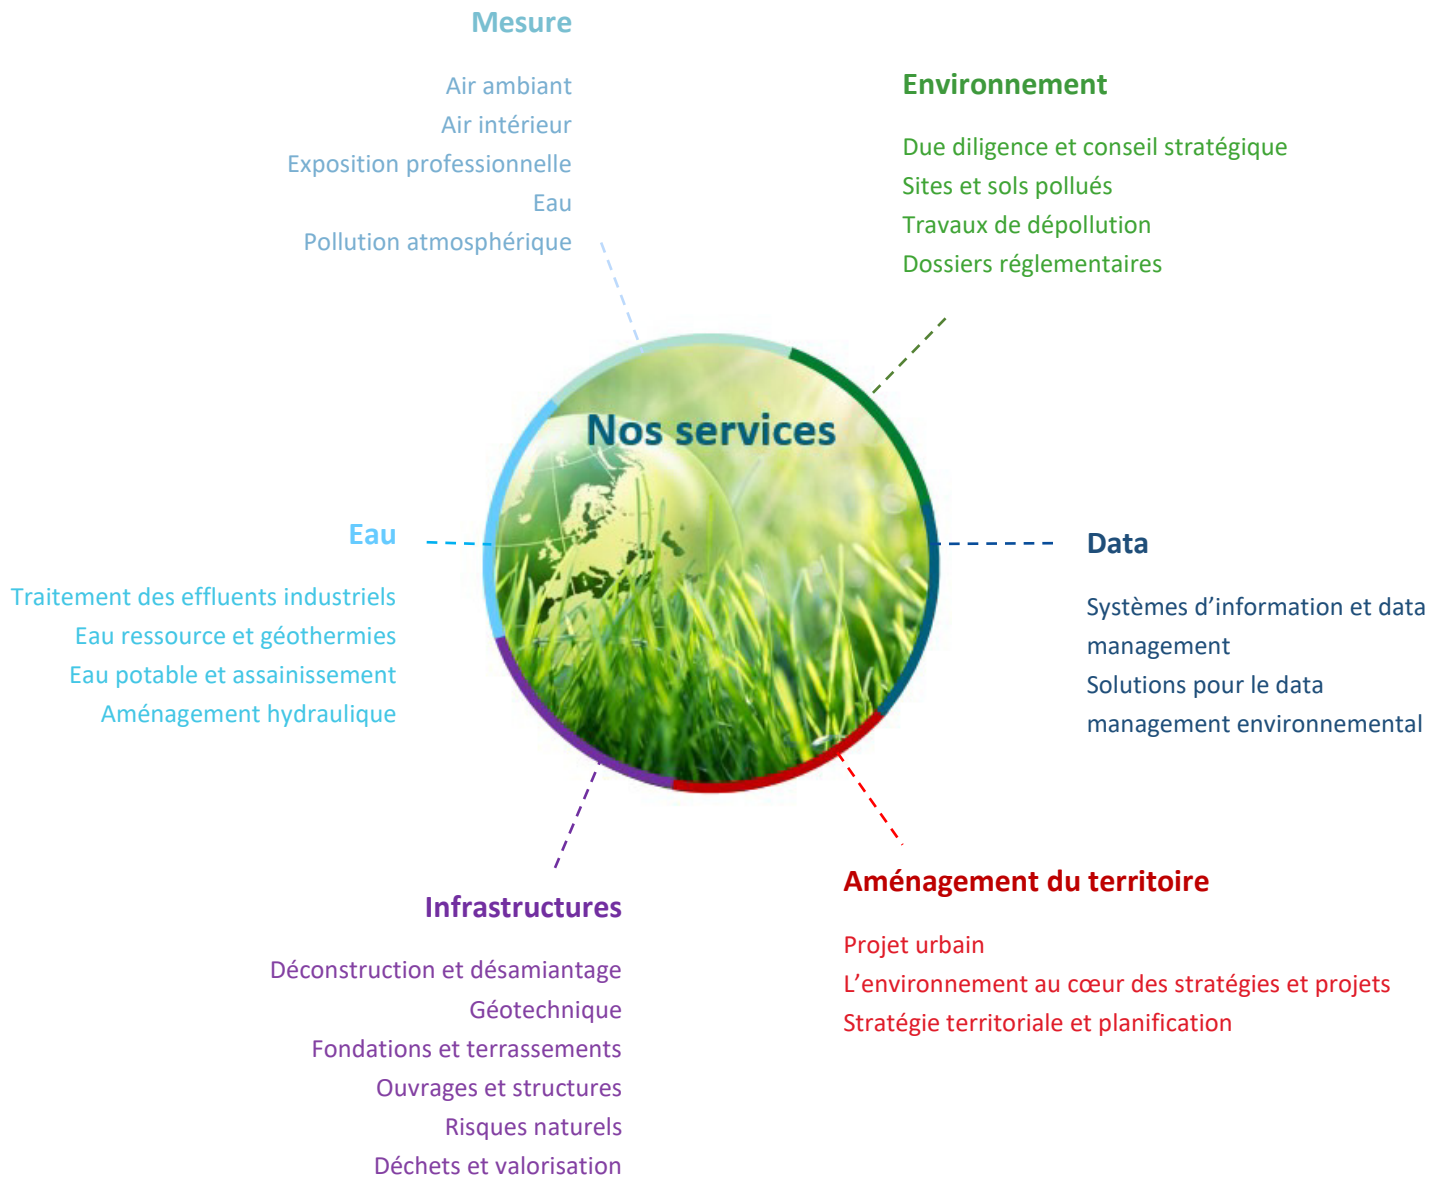 Mesure
Air ambiant
Air intérieur
Exposition professionnelle
Eau
Pollution atmosphérique
Environnement
Due diligence et conseil stratégique
Sites et sols pollués
Travaux de dépollution
Dossiers réglementaires
Nos services
Eau
Traitement des effluents industriels
Eau ressource et géothermies
Eau potable et assainissement
Aménagement hydraulique
Data
Systèmes d’information et data
management
Solutions pour le data
management environnemental
Infrastructures
Déconstruction et désamiantage
Géotechnique
Fondations et terrassements
Ouvrages et structures
Risques naturels
Déchets et valorisation
Aménagement du territoire
Projet urbain
L’environnement au cœur des stratégies et projets
Stratégie territoriale et planification